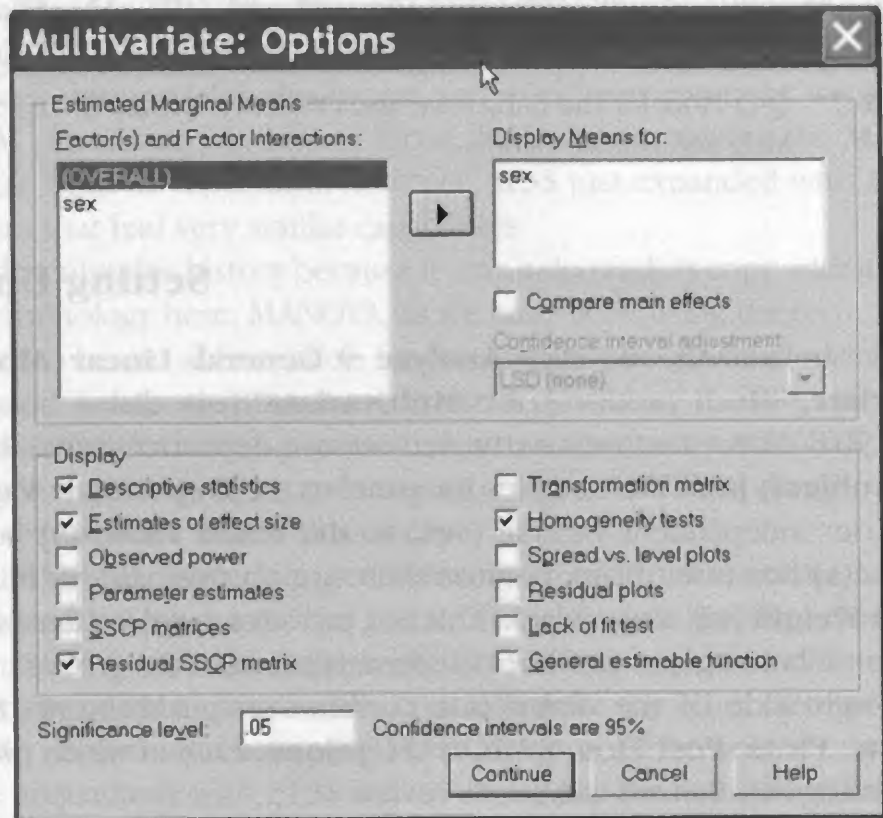 Multivariate: Options
Estimated Marginal Means
Factor(s) and Factor Interactions:
(OVERALL)
sex
Display Means for:
sex
Compare main effects
Confidence interval adjustment
LSD (none)
Display
Descriptive statistics
Estimates of effect size
Observed power
Parameter estimates
SSCP matrices
Residual SSCP matrix
Transformation matrix
Homogeneity tests
Spread vs. level plots
Residual plots
Lack of fit test
General estimable function
Significance level: .05 Confidence intervals are 95%
Continue Cancel Help